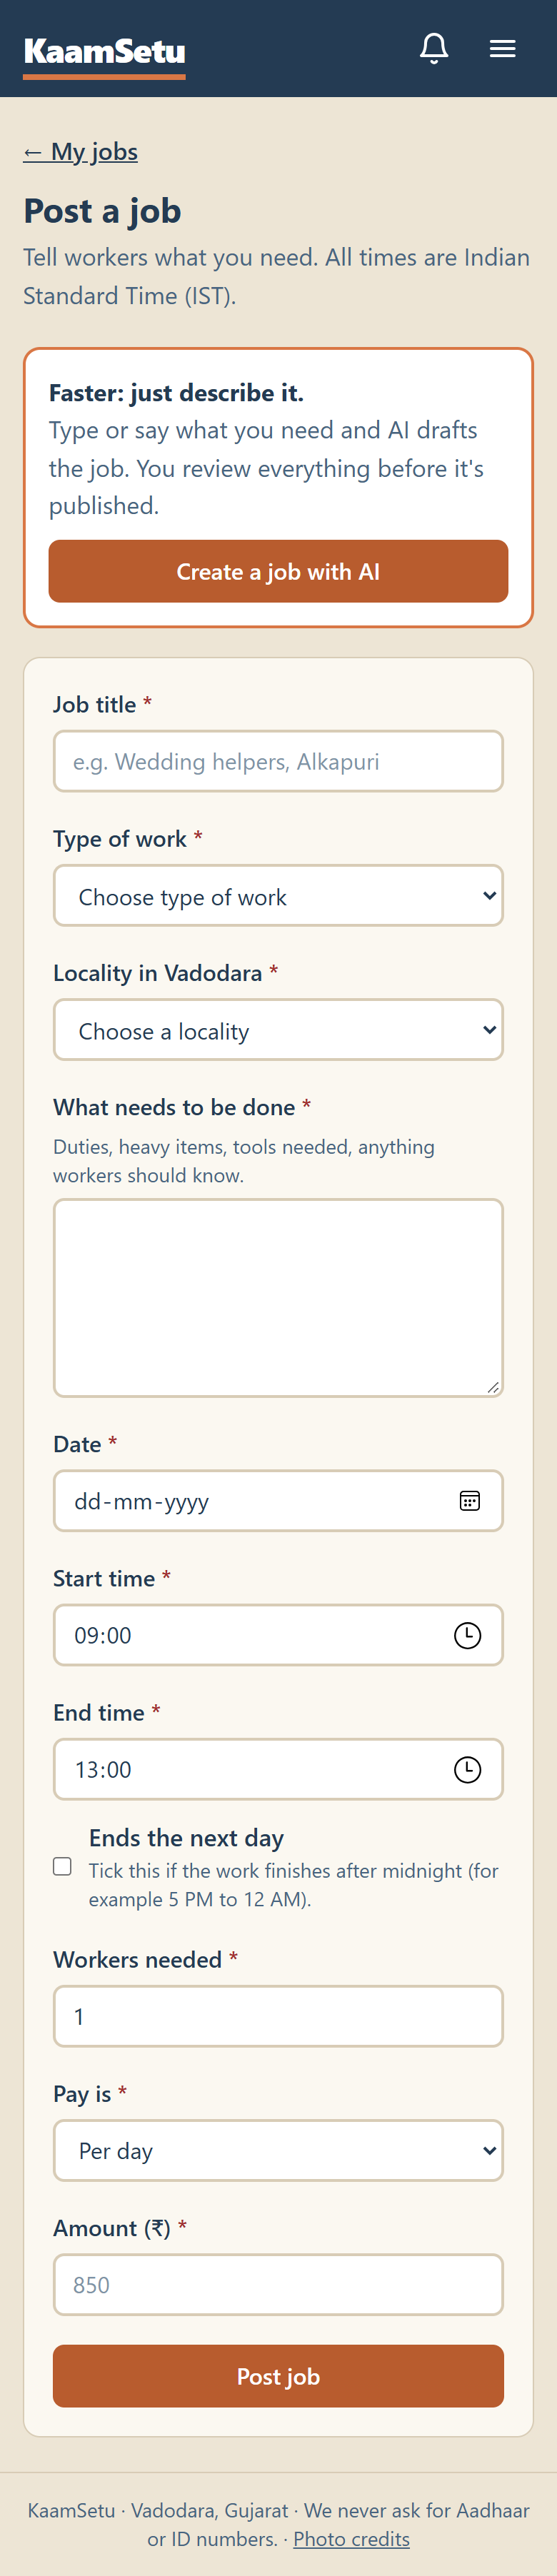 KaamSetu
← My jobs
Post a job
Tell workers what you need. All times are Indian
Standard Time (IST).
Faster: just describe it.
Type or say what you need and AI drafts
the job. You review everything before it's
published.
Create a job with AI
Job title *
e.g. Wedding helpers, Alkapuri
Type of work *
Choose type of work
Locality in Vadodara *
Choose a locality
What needs to be done *
Duties, heavy items, tools needed, anything
workers should know.
Date *
dd-mm-yyyy
Start time *
09:00
End time *
13:00
Ends the next day
Tick this if the work finishes after midnight (for
example 5 PM to 12 AM).
Workers needed *
1
Pay is *
Per day
Amount (₹) *
850
Post job
KaamSetu · Vadodara, Gujarat · We never ask for Aadhaar
or ID numbers. · Photo credits